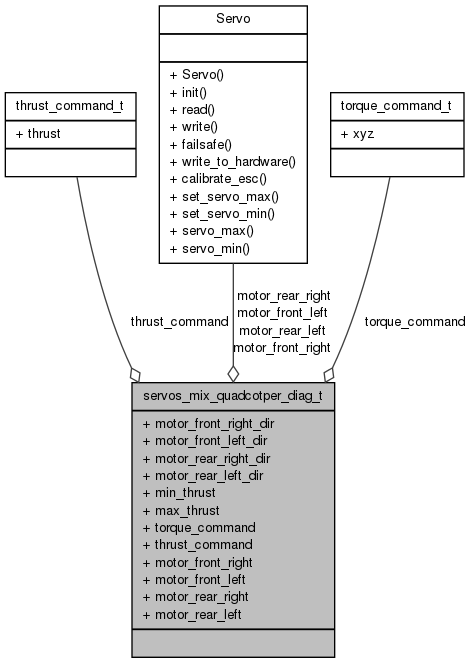 Servo
+ Servo()
+ init()
+ read()
+ write()
+ failsafe()
+ write_to_hardware()
+ calibrate_esc()
+ set_servo_max()
+ set_servo_min()
+ servo_max()
+ servo_min()
thrust_command_t
+ thrust
torque_command_t
+ xyz
thrust_command
motor_rear_right
motor_front_left
motor_rear_left
motor_front_right
torque_command
servos_mix_quadcotper_diag_t
+ motor_front_right_dir
+ motor_front_left_dir
+ motor_rear_right_dir
+ motor_rear_left_dir
+ min_thrust
+ max_thrust
+ torque_command
+ thrust_command
+ motor_front_right
+ motor_front_left
+ motor_rear_right
+ motor_rear_left